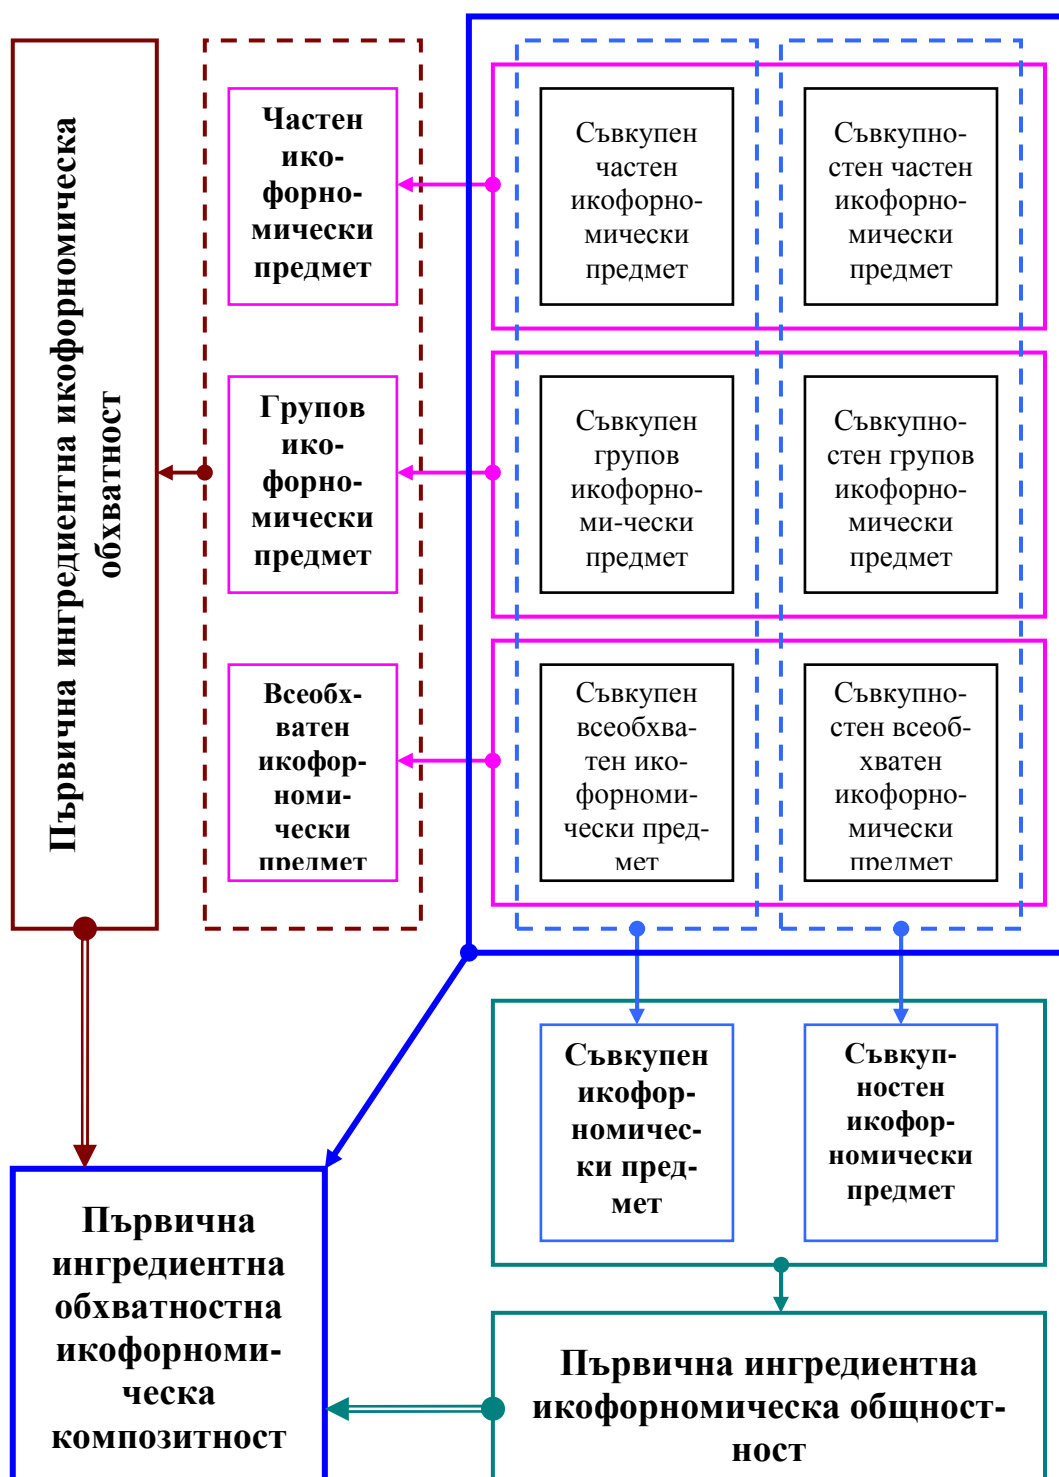 Първична ингредиентна икоформическа
обхватност
Частен
ико-
форно-
мически
предмет
Съвкупен
частен
икофорно-
мически
предмет
Съвкупно-
стен частен
икофорно-
мически
предмет
Групов
ико-
форно-
мически
предмет
Съвкупен
групов
икофорно-
ми-чески
предмет
Съвкупно-
стен групов
икофорно-
мически
предмет
Всеобх-
ватен
икофор-
номи-
чески
предмет
Съвкупен
всеобхва-
тен ико-
форноми-
чески пред-
мет
Съвкупно-
стен всеоб-
хватен
икофорно-
мически
предмет
Съвкупен
икофор-
номичес-
ки пред-
мет
Съвкуп-
ностен
икофор-
номически
предмет
Първична
ингредиентна
обхватностна
икофорноми-
ческа
композитност
Първична ингредиентна
икофорномическа общност-
ност